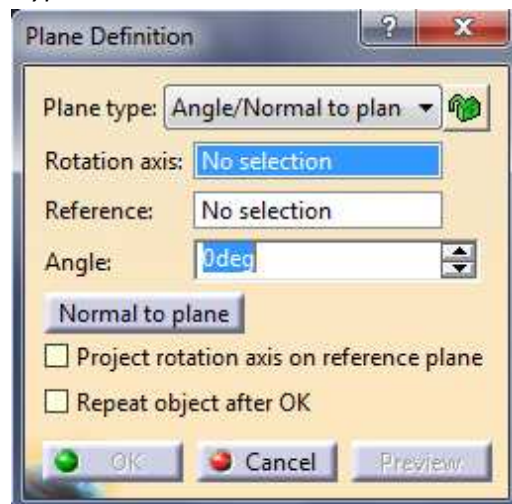 Plane Definition ? X
Plane type: Angle/Normal to plan
Rotation axis: No selection
Reference: No selection
Angle: 0deg
Normal to plane
Project rotation axis on reference plane
Repeat object after OK
OK Cancel Preview